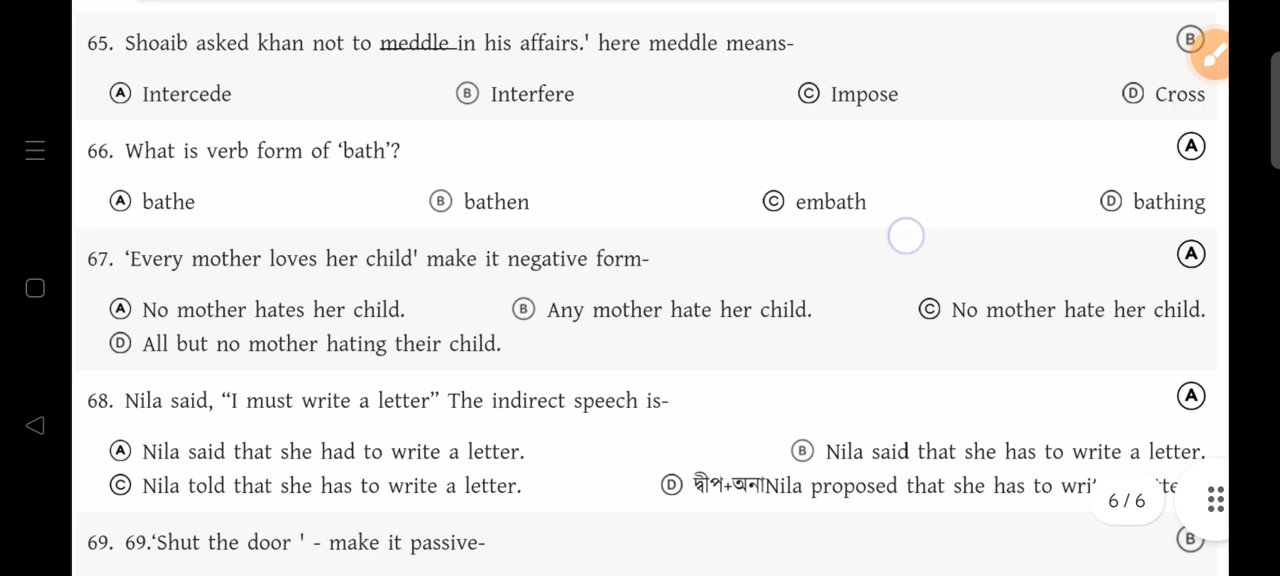 65. Shoaib asked khan not to meddle in his affairs.' here meddle means- B
A Intercede B Interfere C Impose D Cross
66. What is verb form of ‘bath’? A
A bathe B bathen C embath D bathing
67. ‘Every mother loves her child' make it negative form- A
A No mother hates her child. B Any mother hate her child. C No mother hate her child.
D All but no mother hating their child.
68. Nila said, “I must write a letter” The indirect speech is- A
A Nila said that she had to write a letter. B Nila said that she has to write a letter.
C Nila told that she has to write a letter. D দ্বীপ+অনাNila proposed that she has to
6 / 6
69. 69.‘Shut the door ' - make it passive- B